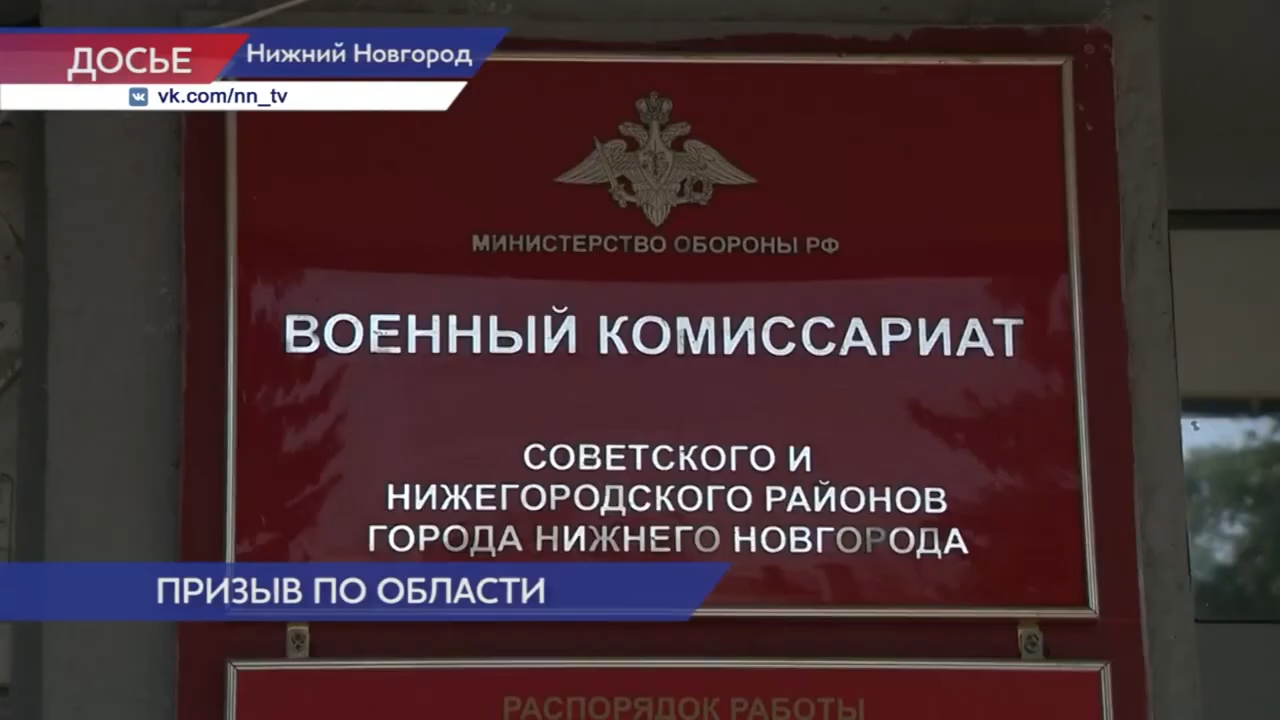 ДОСЬЕ
Нижний Новгород
vk.com/nn_tv
МИНИСТЕРСТВО ОБОРОНЫ РФ
ВОЕННЫЙ КОМИССАРИАТ
СОВЕТСКОГО И
НИЖЕГОРОДСКОГО РАЙОНОВ
ГОРОДА НИЖНЕГО НОВГОРОДА
ПРИЗЫВ ПО ОБЛАСТИ
РАСПОРЯДОК РАБОТЫ